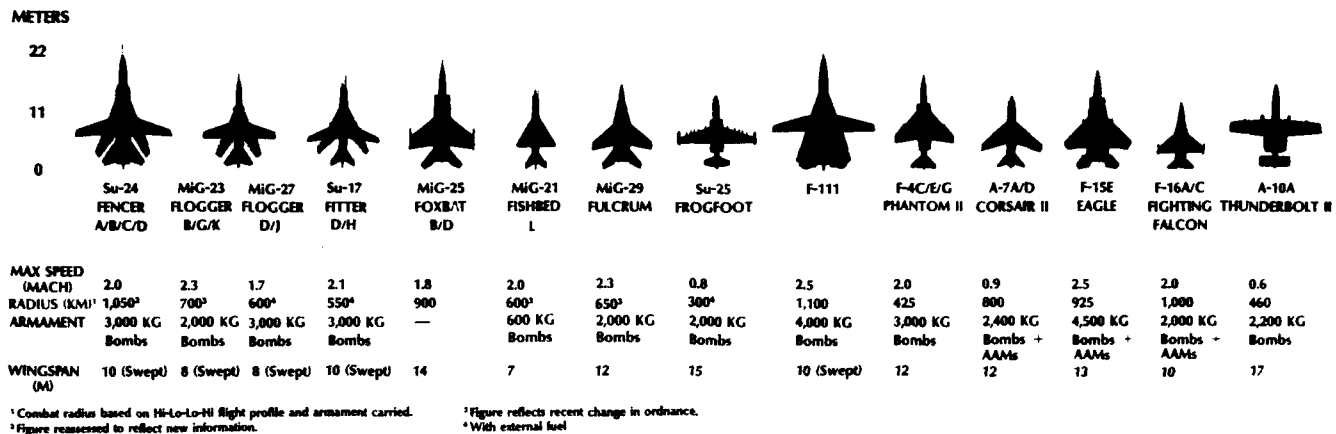 METERS
22
11
0
Su-24 MiG-23 MiG-27 Su-17 MiG-25 MiG-21 MiG-29 Su-25 F-111 F-4C/E/G A-7A/D F-15E F-16A/C A-10A
FENCER FLOGGER FLOGGER FITTER FOXBAT FISHBED FULCRUM FROGFOOT PHANTOM II CORSAIR II EAGLE FIGHTING THUNDERBOLT II
A/B/C/D B/G/K D/J D/H B/D L FALCON
MAX SPEED
(MACH) 2.0 2.3 1.7 2.1 1.8 2.0 2.3 0.8 2.5 2.0 0.9 2.5 2.0 0.6
RADIUS (KM)¹ 1,050² 700³ 600⁴ 550⁴ 900 600³ 650³ 300⁴ 1,100 425 800 925 1,000 460
ARMAMENT 3,000 KG 2,000 KG 3,000 KG 3,000 KG — 600 KG 2,000 KG 2,000 KG 4,000 KG 3,000 KG 2,400 KG 4,500 KG 2,000 KG 2,200 KG
Bombs Bombs Bombs Bombs Bombs Bombs Bombs Bombs Bombs Bombs + Bombs + Bombs + Bombs
AAMs AAMs AAMs
WINGSPAN 10 (Swept) 8 (Swept) 8 (Swept) 10 (Swept) 14 7 12 15 10 (Swept) 12 12 13 10 17
(M)
¹ Combat radius based on Hi-Lo-Lo-Hi flight profile and armament carried. ³ Figure reflects recent change in ordnance.
² Figure reassessed to reflect new information. ⁴ With external fuel